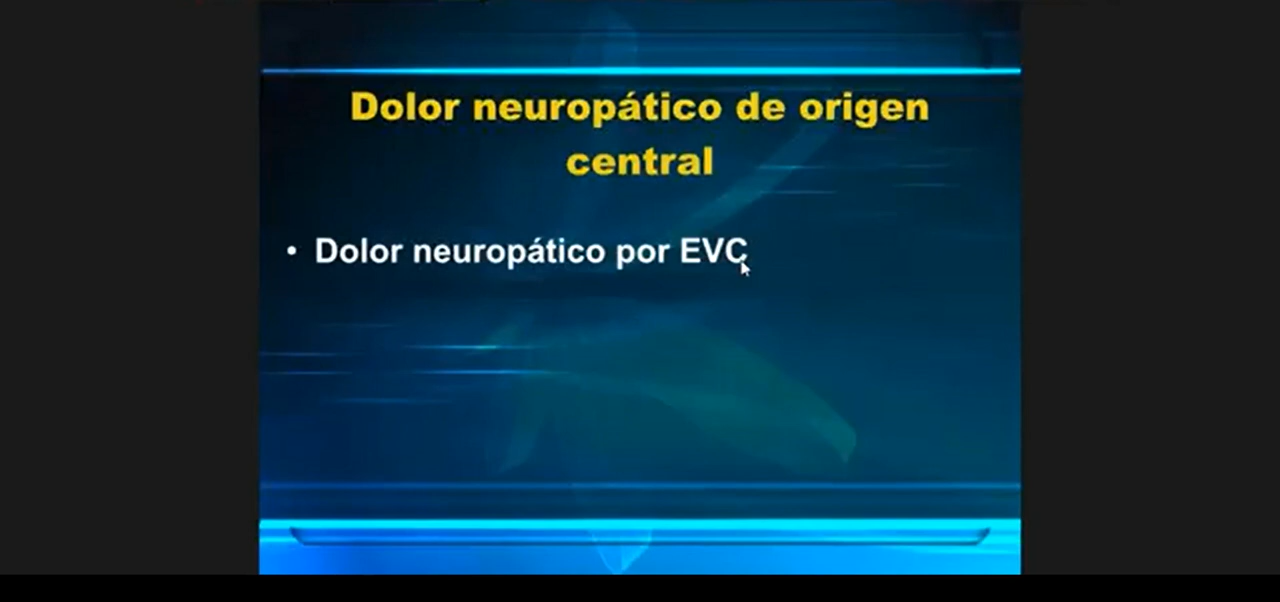 Dolor neuropático de origen
central
• Dolor neuropático por EVC